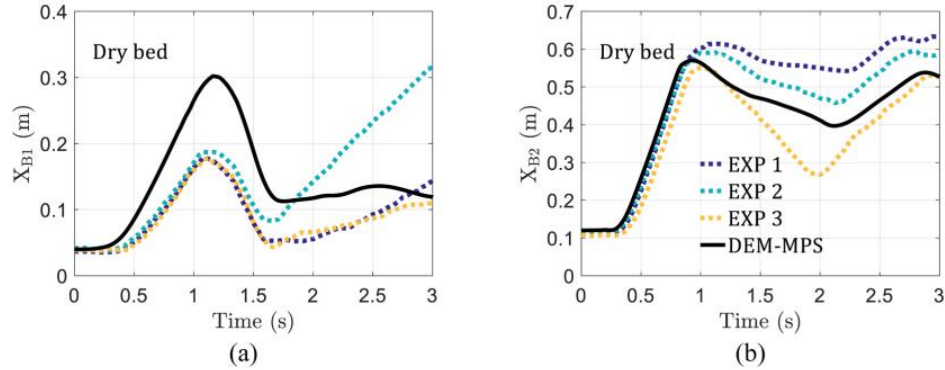 0.4
0.3
0.2
0.1
0
Dry bed
X_B1 (m)
0 0.5 1 1.5 2 2.5 3
Time (s)
(a)
0.7
0.6
0.5
0.4
0.3
0.2
0.1
0
Dry bed
X_B2 (m)
EXP 1
EXP 2
EXP 3
DEM-MPS
0 0.5 1 1.5 2 2.5 3
Time (s)
(b)